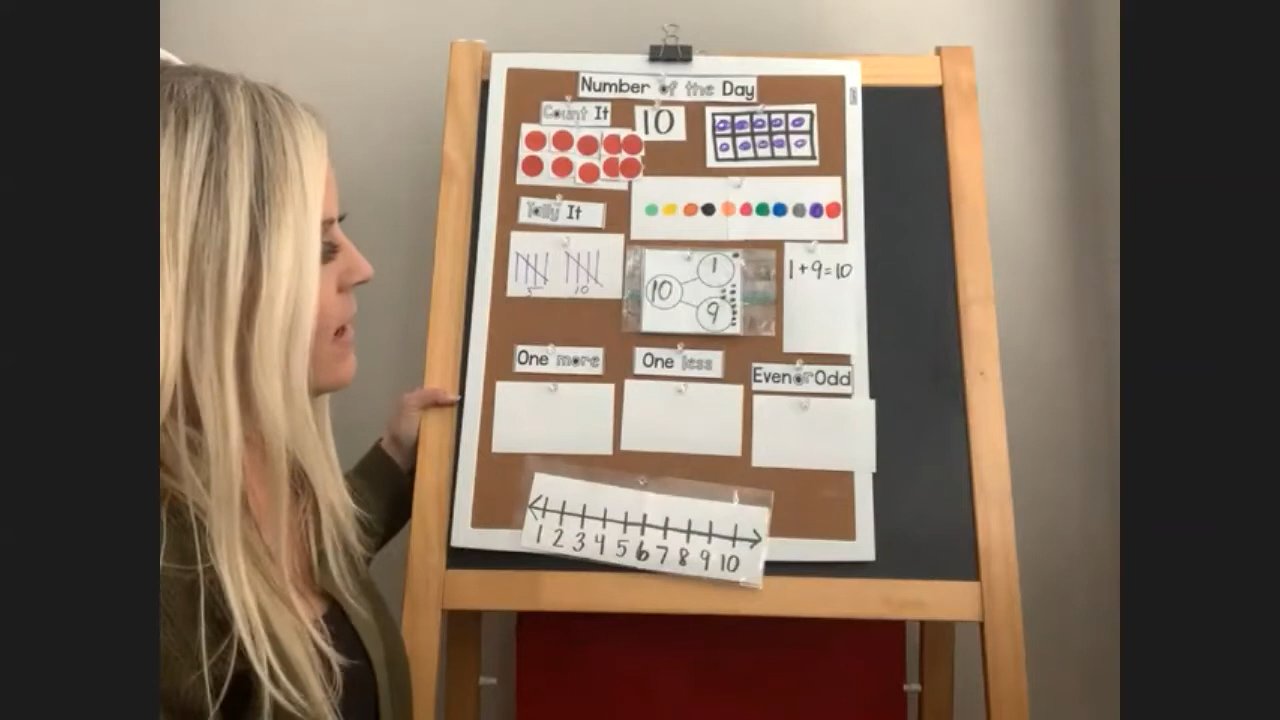 Number of the Day
Count It
10
Tally It
5 10
10 1 9
1+9=10
One more
One less
Even or Odd
1 2 3 4 5 6 7 8 9 10